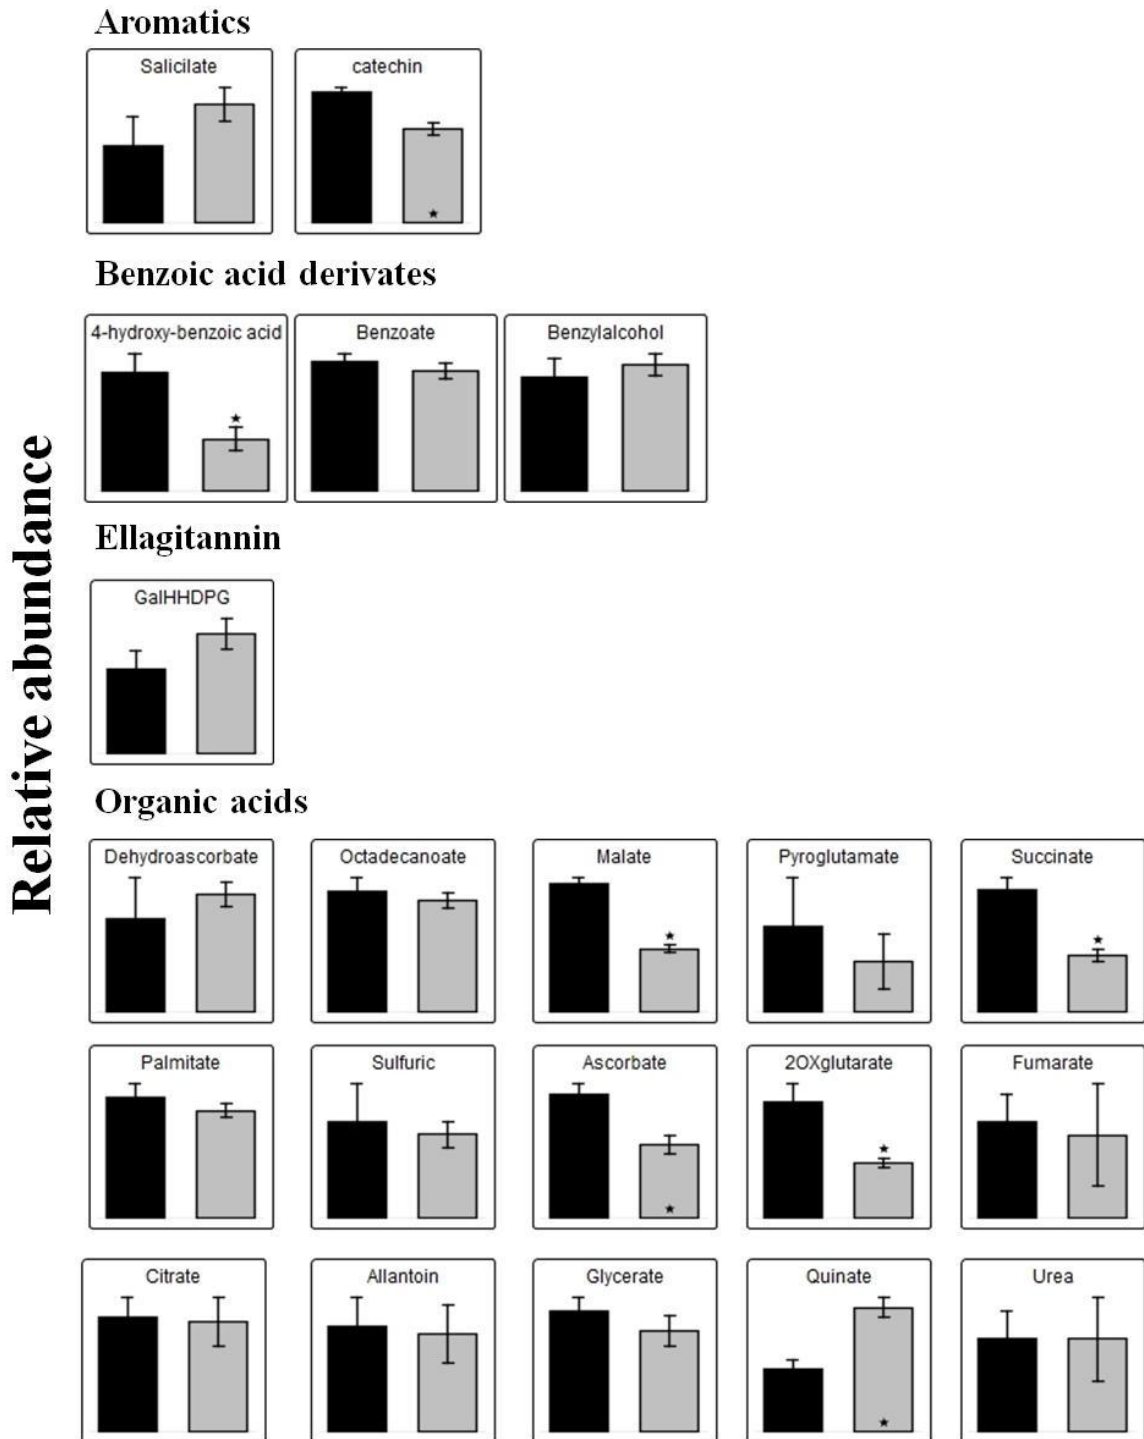 Aromatics
Salicilate
catechin
Benzoic acid derivates
4-hydroxy-benzoic acid
Benzoate
Benzylalcohol
Ellagitannin
GalHHDPG
Relative abundance
Organic acids
Dehydroascorbate
Octadecanoate
Malate
Pyroglutamate
Succinate
Palmitate
Sulfuric
Ascorbate
2OXglutarate
Fumarate
Citrate
Allantoin
Glycerate
Quinate
Urea